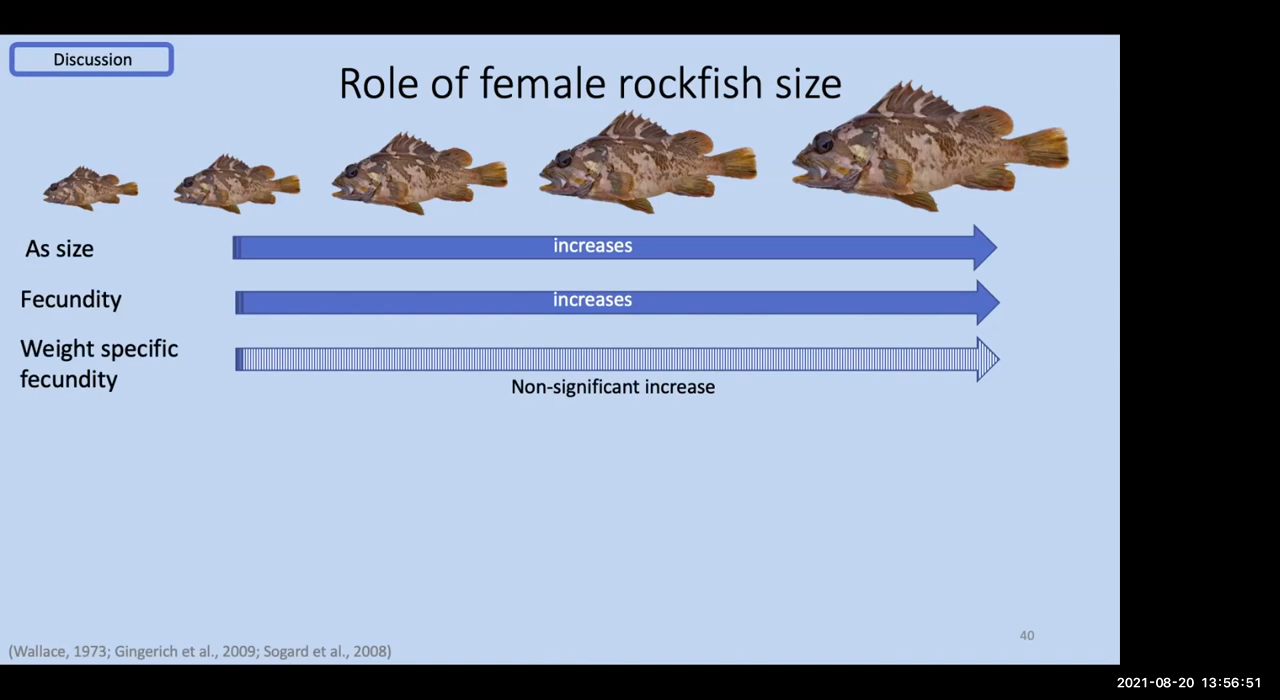 Discussion
Role of female rockfish size
As size
increases
Fecundity
increases
Weight specific
fecundity
Non-significant increase
40
(Wallace, 1973; Gingerich et al., 2009; Sogard et al., 2008)
2021-08-20 13:56:51